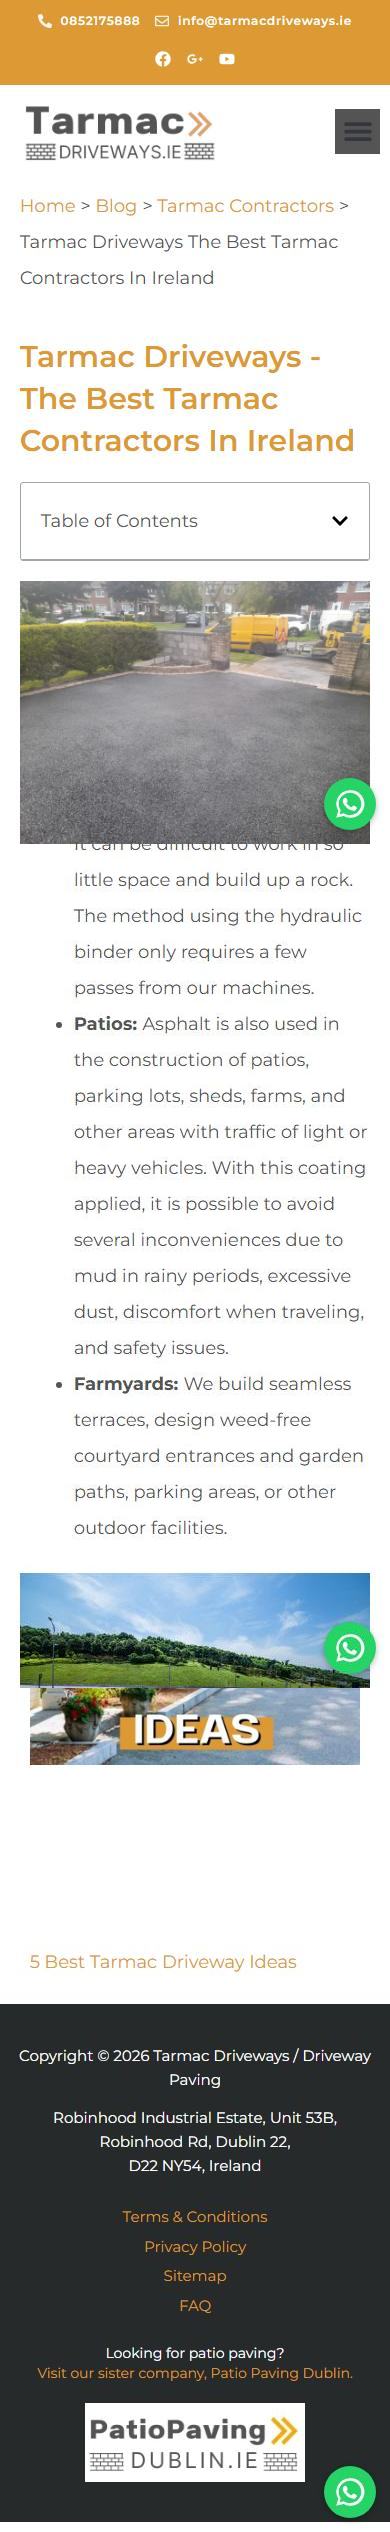 0852175888 info@tarmacdriveways.ie
Tarmac
DRIVEWAYS.IE
Home > Blog > Tarmac Contractors >
Tarmac Driveways The Best Tarmac
Contractors In Ireland
Tarmac Driveways -
The Best Tarmac
Contractors In Ireland
Table of Contents
It can be difficult to work in so
little space and build up a rock.
The method using the hydraulic
binder only requires a few
passes from our machines.
• Patios: Asphalt is also used in
the construction of patios,
parking lots, sheds, farms, and
other areas with traffic of light or
heavy vehicles. With this coating
applied, it is possible to avoid
several inconveniences due to
mud in rainy periods, excessive
dust, discomfort when traveling,
and safety issues.
• Farmyards: We build seamless
terraces, design weed-free
courtyard entrances and garden
paths, parking areas, or other
outdoor facilities.
IDEAS
5 Best Tarmac Driveway Ideas
Copyright © 2026 Tarmac Driveways / Driveway
Paving
Robinhood Industrial Estate, Unit 53B,
Robinhood Rd, Dublin 22,
D22 NY54, Ireland
Terms & Conditions
Privacy Policy
Sitemap
FAQ
Looking for patio paving?
Visit our sister company, Patio Paving Dublin.
PatioPaving
DUBLIN.IE